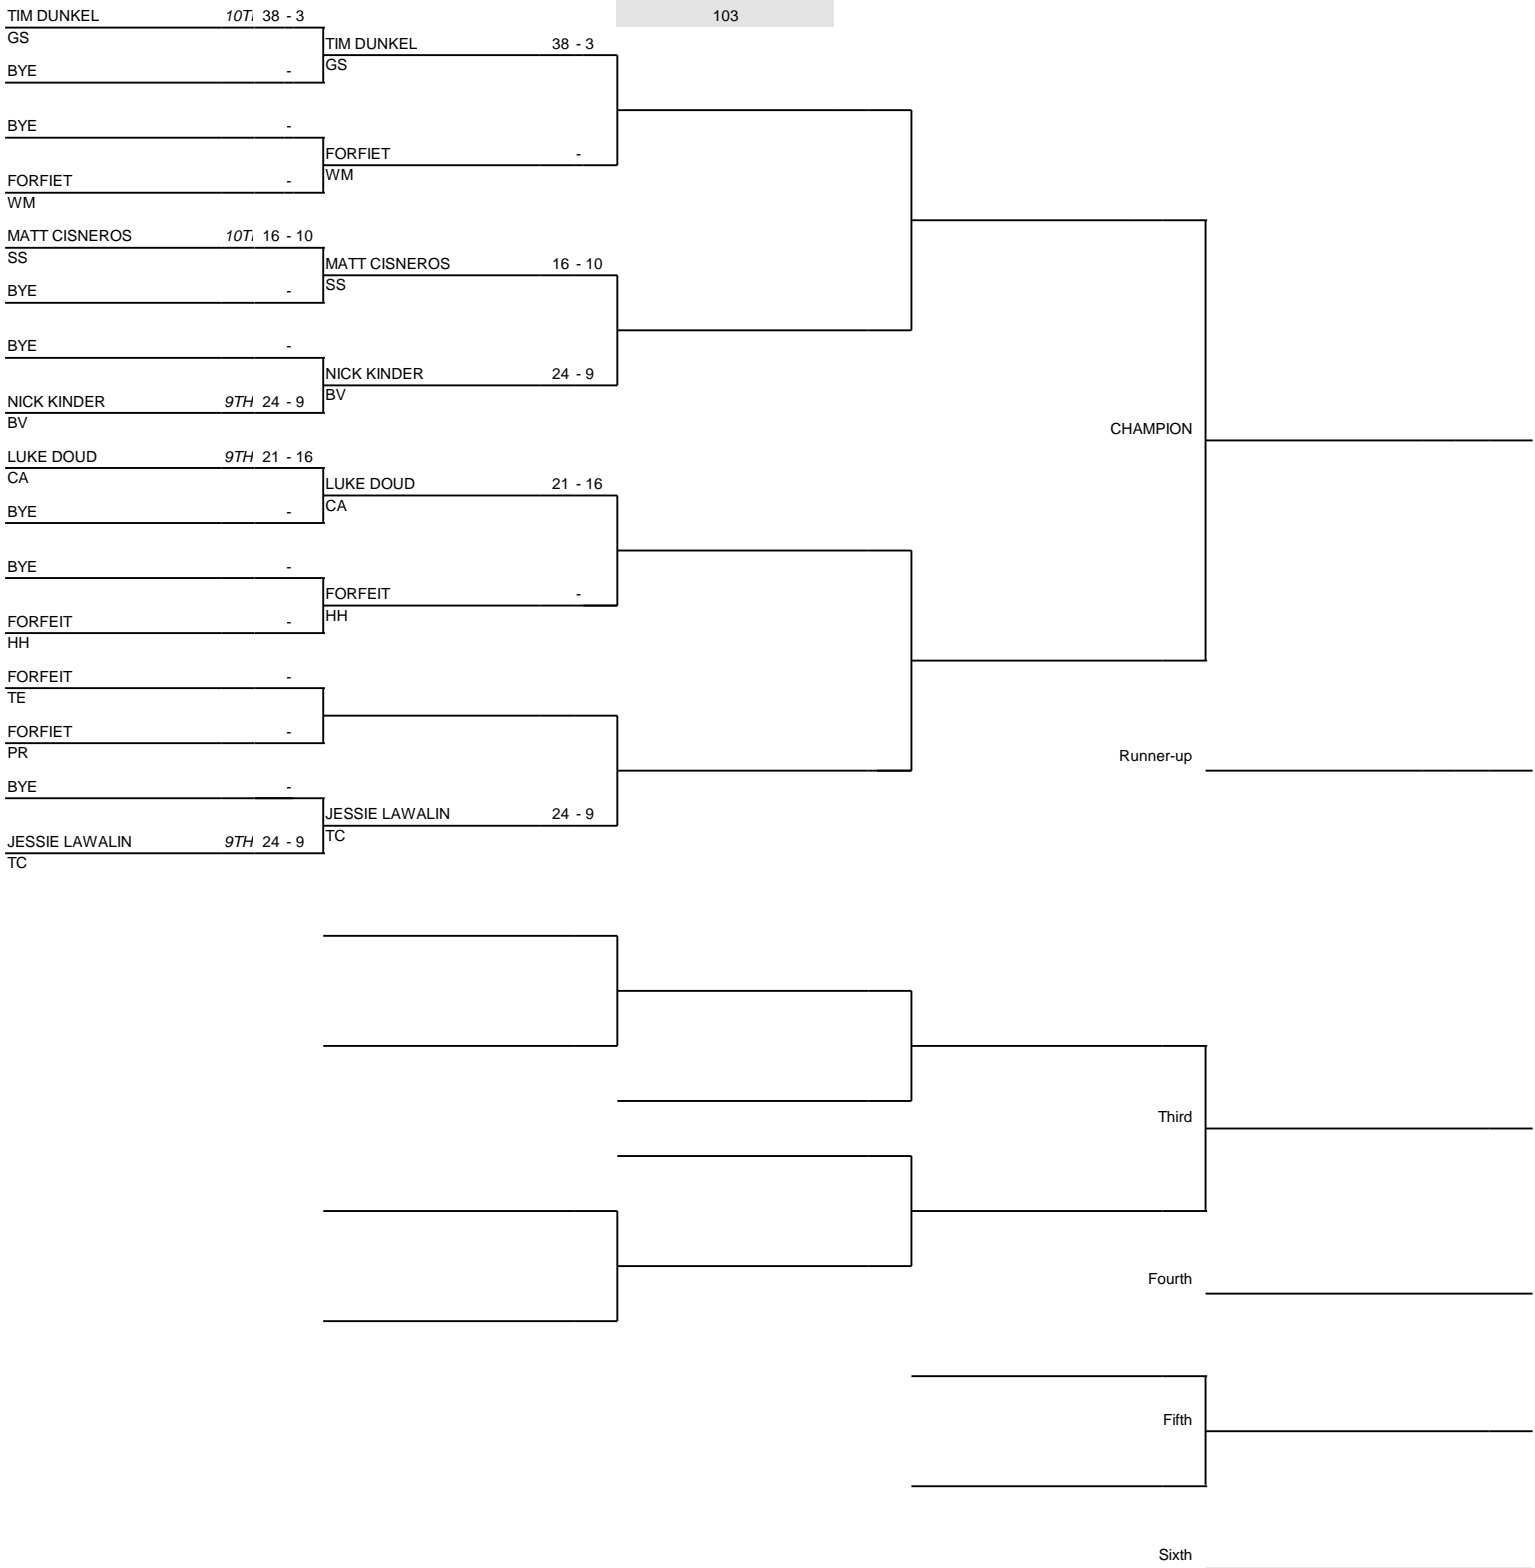 TIM DUNKEL 10T 38 - 3 103
GS TIM DUNKEL 38 - 3
BYE - GS
BYE -
FORFIET -
FORFIET - WM
WM
MATT CISNEROS 10T 16 - 10
SS MATT CISNEROS 16 - 10
BYE - SS
BYE -
NICK KINDER 24 - 9
NICK KINDER 9TH 24 - 9 BV
BV
CHAMPION
LUKE DOUD 9TH 21 - 16
CA LUKE DOUD 21 - 16
BYE - CA
BYE -
FORFEIT -
FORFEIT - HH
HH
FORFEIT -
TE
FORFIET -
PR Runner-up
BYE -
JESSIE LAWALIN 24 - 9
JESSIE LAWALIN 9TH 24 - 9 TC
TC
Third
Fourth
Fifth
Sixth